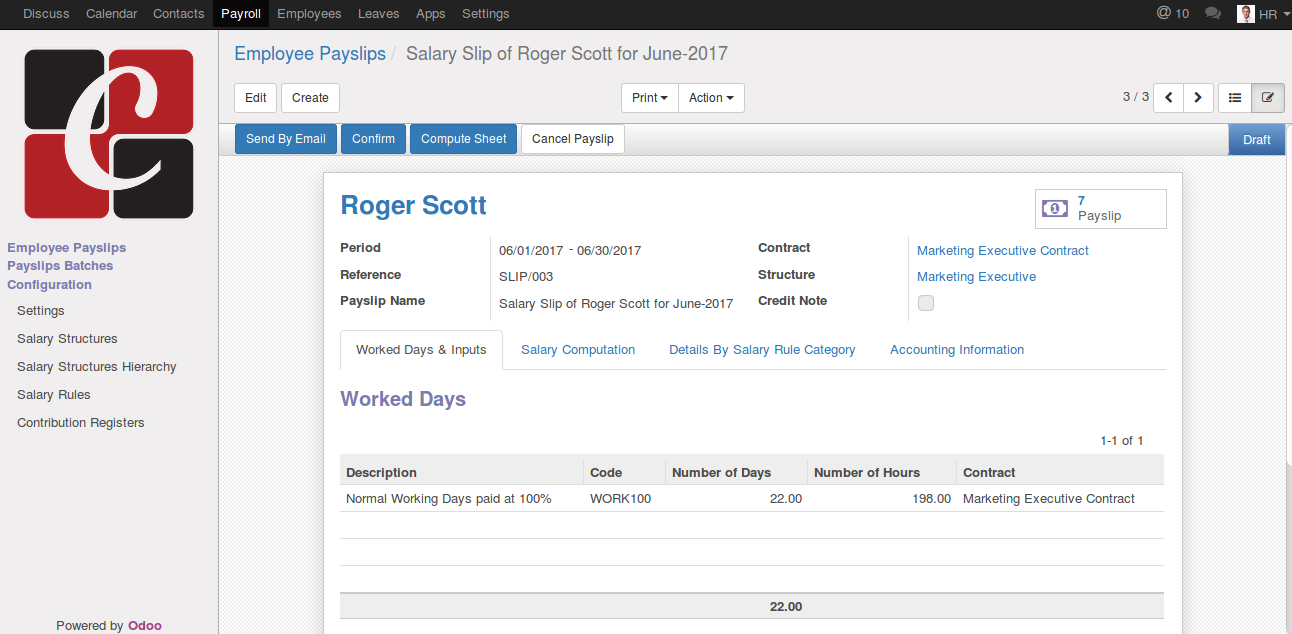 Discuss Calendar Contacts Payroll Employees Leaves Apps Settings @ 10 HR
C
Employee Payslips / Salary Slip of Roger Scott for June-2017
Edit Create Print Action 3 / 3
Send By Email Confirm Compute Sheet Cancel Payslip Draft
Employee Payslips
Payslips Batches
Configuration
Settings
Salary Structures
Salary Structures Hierarchy
Salary Rules
Contribution Registers
Powered by Odoo
Roger Scott
1 7
Payslip
Period 06/01/2017 - 06/30/2017 Contract Marketing Executive Contract
Reference SLIP/003 Structure Marketing Executive
Payslip Name Salary Slip of Roger Scott for June-2017 Credit Note
Worked Days & Inputs Salary Computation Details By Salary Rule Category Accounting Information
Worked Days
1-1 of 1
Description Code Number of Days Number of Hours Contract
Normal Working Days paid at 100% WORK100 22.00 198.00 Marketing Executive Contract
22.00